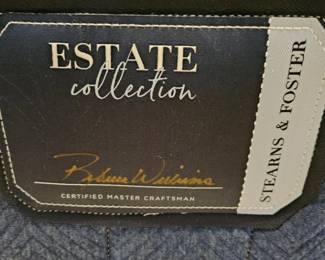 ESTATE
collection
CERTIFIED MASTER CRAFTSMAN
STEARNS & FOSTER